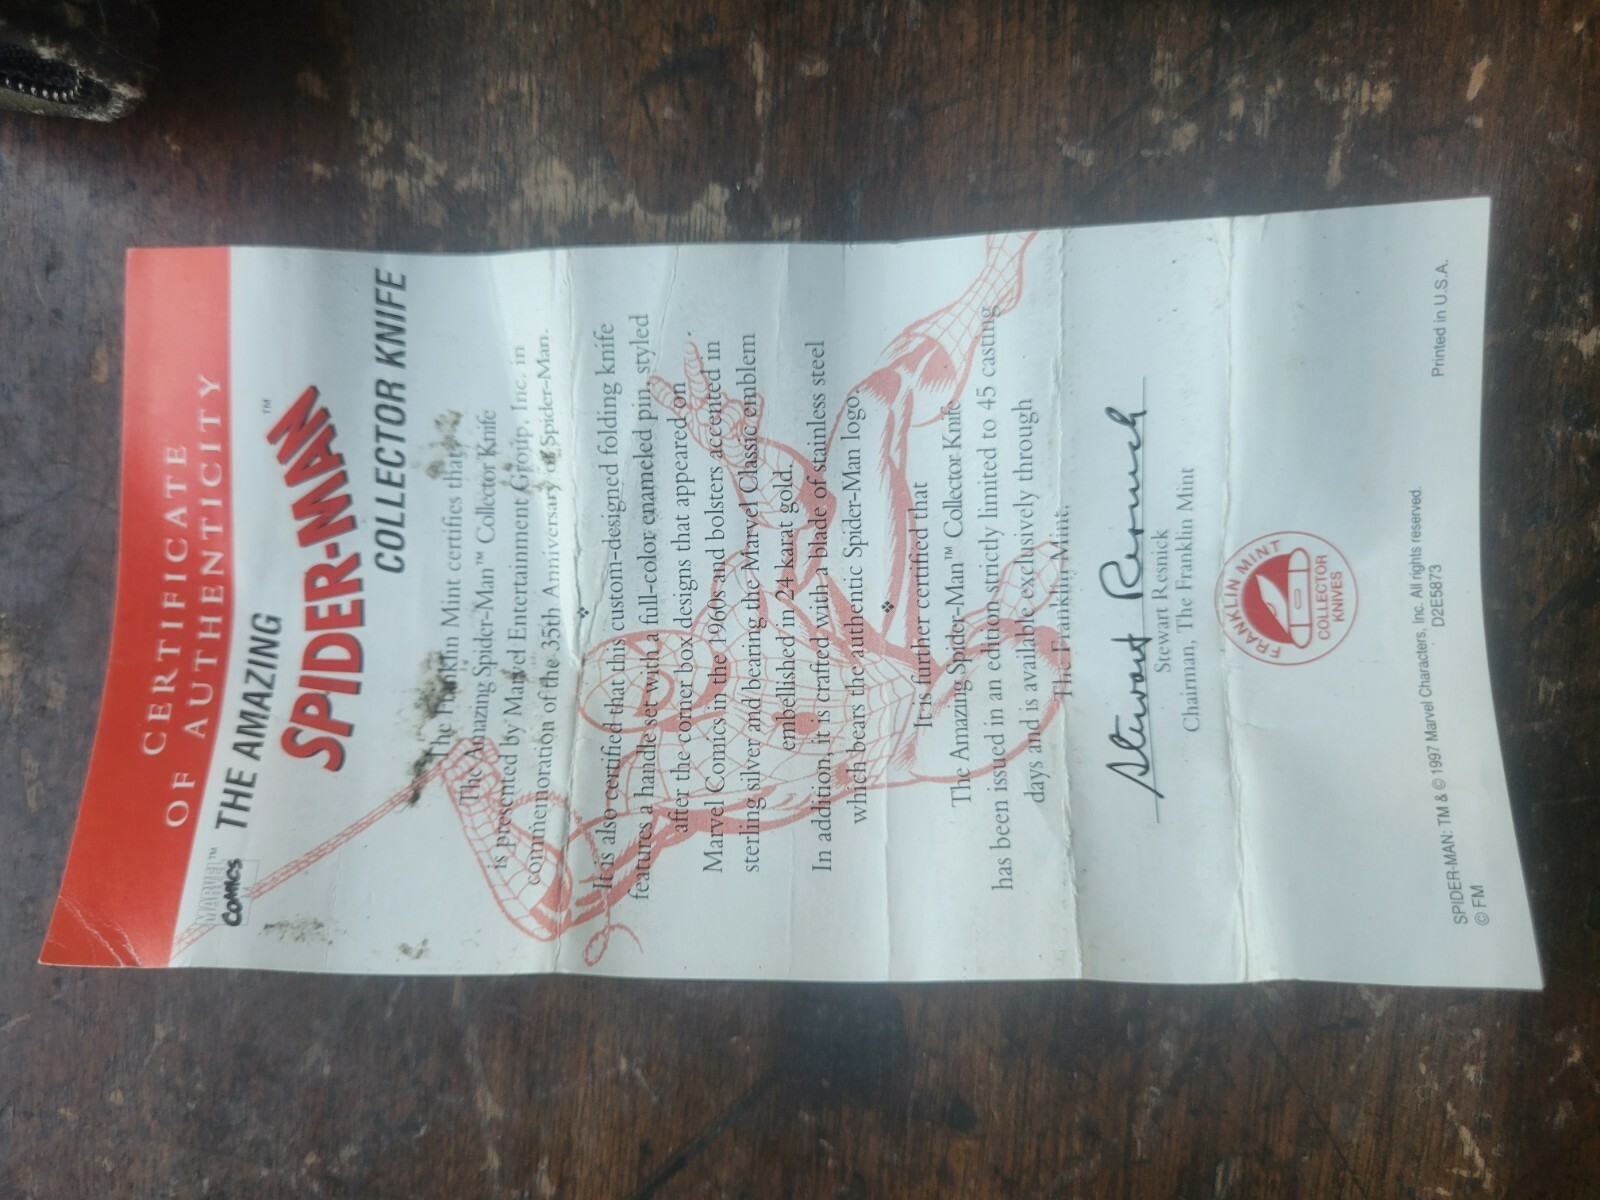 CERTIFICATE
OF AUTHENTICITY
MARVEL™
COMICS
THE AMAZING
SPIDER-MAN™
COLLECTOR KNIFE
The Franklin Mint certifies that
The Amazing Spider-Man™ Collector Knife
is presented by Marvel Entertainment Group, Inc. in
commemoration of the 35th Anniversary of Spider-Man.
❖
It is also certified that this custom-designed folding knife
features a handle set with a full-color, enameled pin, styled
after the corner box designs that appeared on
Marvel Comics in the 1960s and bolsters accented in
sterling silver and bearing the Marvel Classic emblem
embellished in 24 karat gold.
In addition, it is crafted with a blade of stainless steel
which bears the authentic Spider-Man logo.
❖
It is further certified that
The Amazing Spider-Man™ Collector Knife
has been issued in an edition strictly limited to 45 casting
days and is available exclusively through
The Franklin Mint.
Stewart Resnick
Stewart Resnick
Chairman, The Franklin Mint
FRANKLIN MINT
COLLECTOR
KNIVES
SPIDER-MAN: TM & © 1997 Marvel Characters, Inc. All rights reserved.
© FM
D2E5873
Printed in U.S.A.